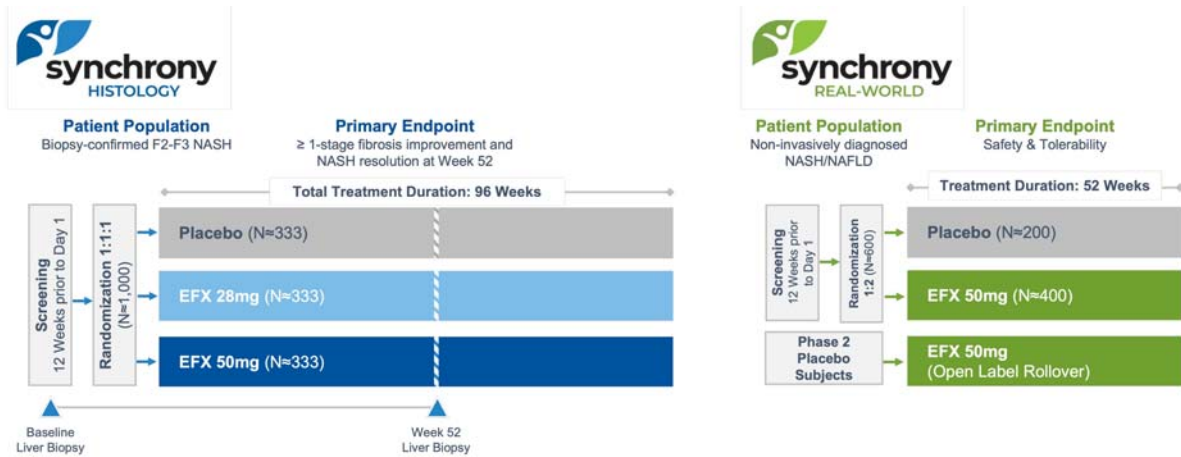 synchrony
HISTOLOGY
Patient Population
Biopsy-confirmed F2-F3 NASH
Primary Endpoint
≥ 1-stage fibrosis improvement and
NASH resolution at Week 52
Total Treatment Duration: 96 Weeks
Screening
12 Weeks prior to Day 1
Randomization 1:1:1
(N≈1,000)
Placebo (N≈333)
EFX 28mg (N≈333)
EFX 50mg (N≈333)
Baseline
Liver Biopsy
Week 52
Liver Biopsy
synchrony
REAL-WORLD
Patient Population
Non-invasively diagnosed
NASH/NAFLD
Primary Endpoint
Safety & Tolerability
Treatment Duration: 52 Weeks
Screening
12 Weeks prior
to Day 1
Randomization
1:2 (N≈600)
Placebo (N≈200)
EFX 50mg (N≈400)
Phase 2
Placebo
Subjects
EFX 50mg
(Open Label Rollover)